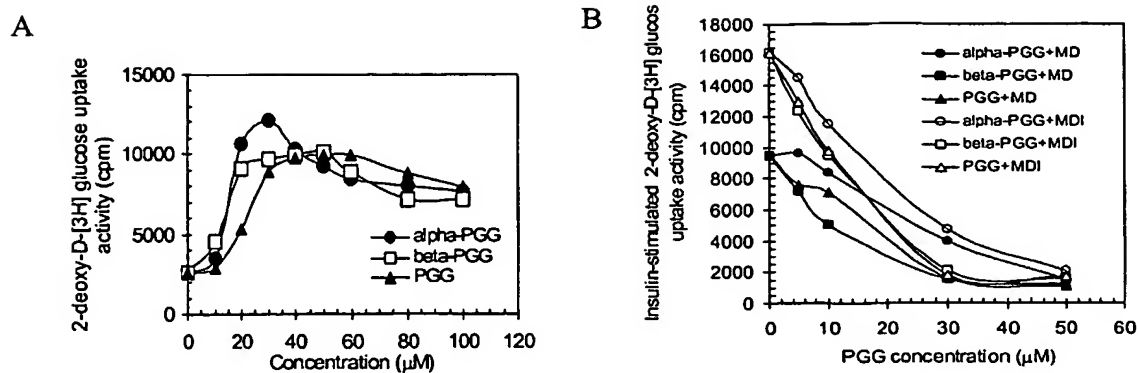 A
2-deoxy-D-[3H] glucose uptake
activity (cpm)
15000
10000
5000
0
alpha-PGG
beta-PGG
PGG
0 20 40 60 80 100 120
Concentration (µM)
B
Insulin-stimulated 2-deoxy-D-[3H] glucos
uptake activity (cpm)
18000
16000
14000
12000
10000
8000
6000
4000
2000
0
alpha-PGG+MD
beta-PGG+MD
PGG+MD
alpha-PGG+MDI
beta-PGG+MDI
PGG+MDI
0 10 20 30 40 50 60
PGG concentration (µM)